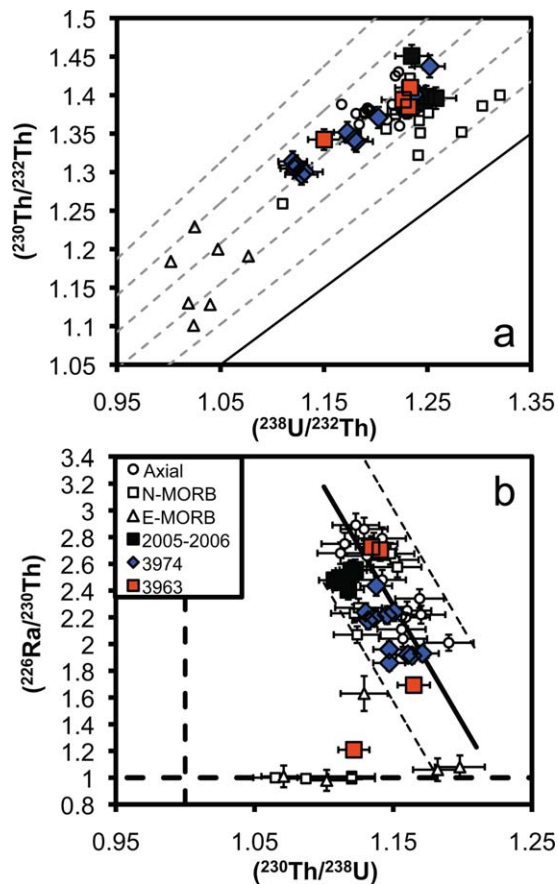 1.5
1.45
1.4
1.35
1.3
1.25
1.2
1.15
1.1
1.05
(²³⁰Th/²³²Th)
a
0.95 1.05 1.15 1.25 1.35
(²³⁸U/²³²Th)
3.4
3.2
3
2.8
2.6
2.4
2.2
2
1.8
1.6
1.4
1.2
1
0.8
(²²⁶Ra/²³⁰Th)
Axial
N-MORB
E-MORB
2005-2006
3974
3963
b
0.95 1.05 1.15 1.25
(²³⁰Th/²³⁸U)